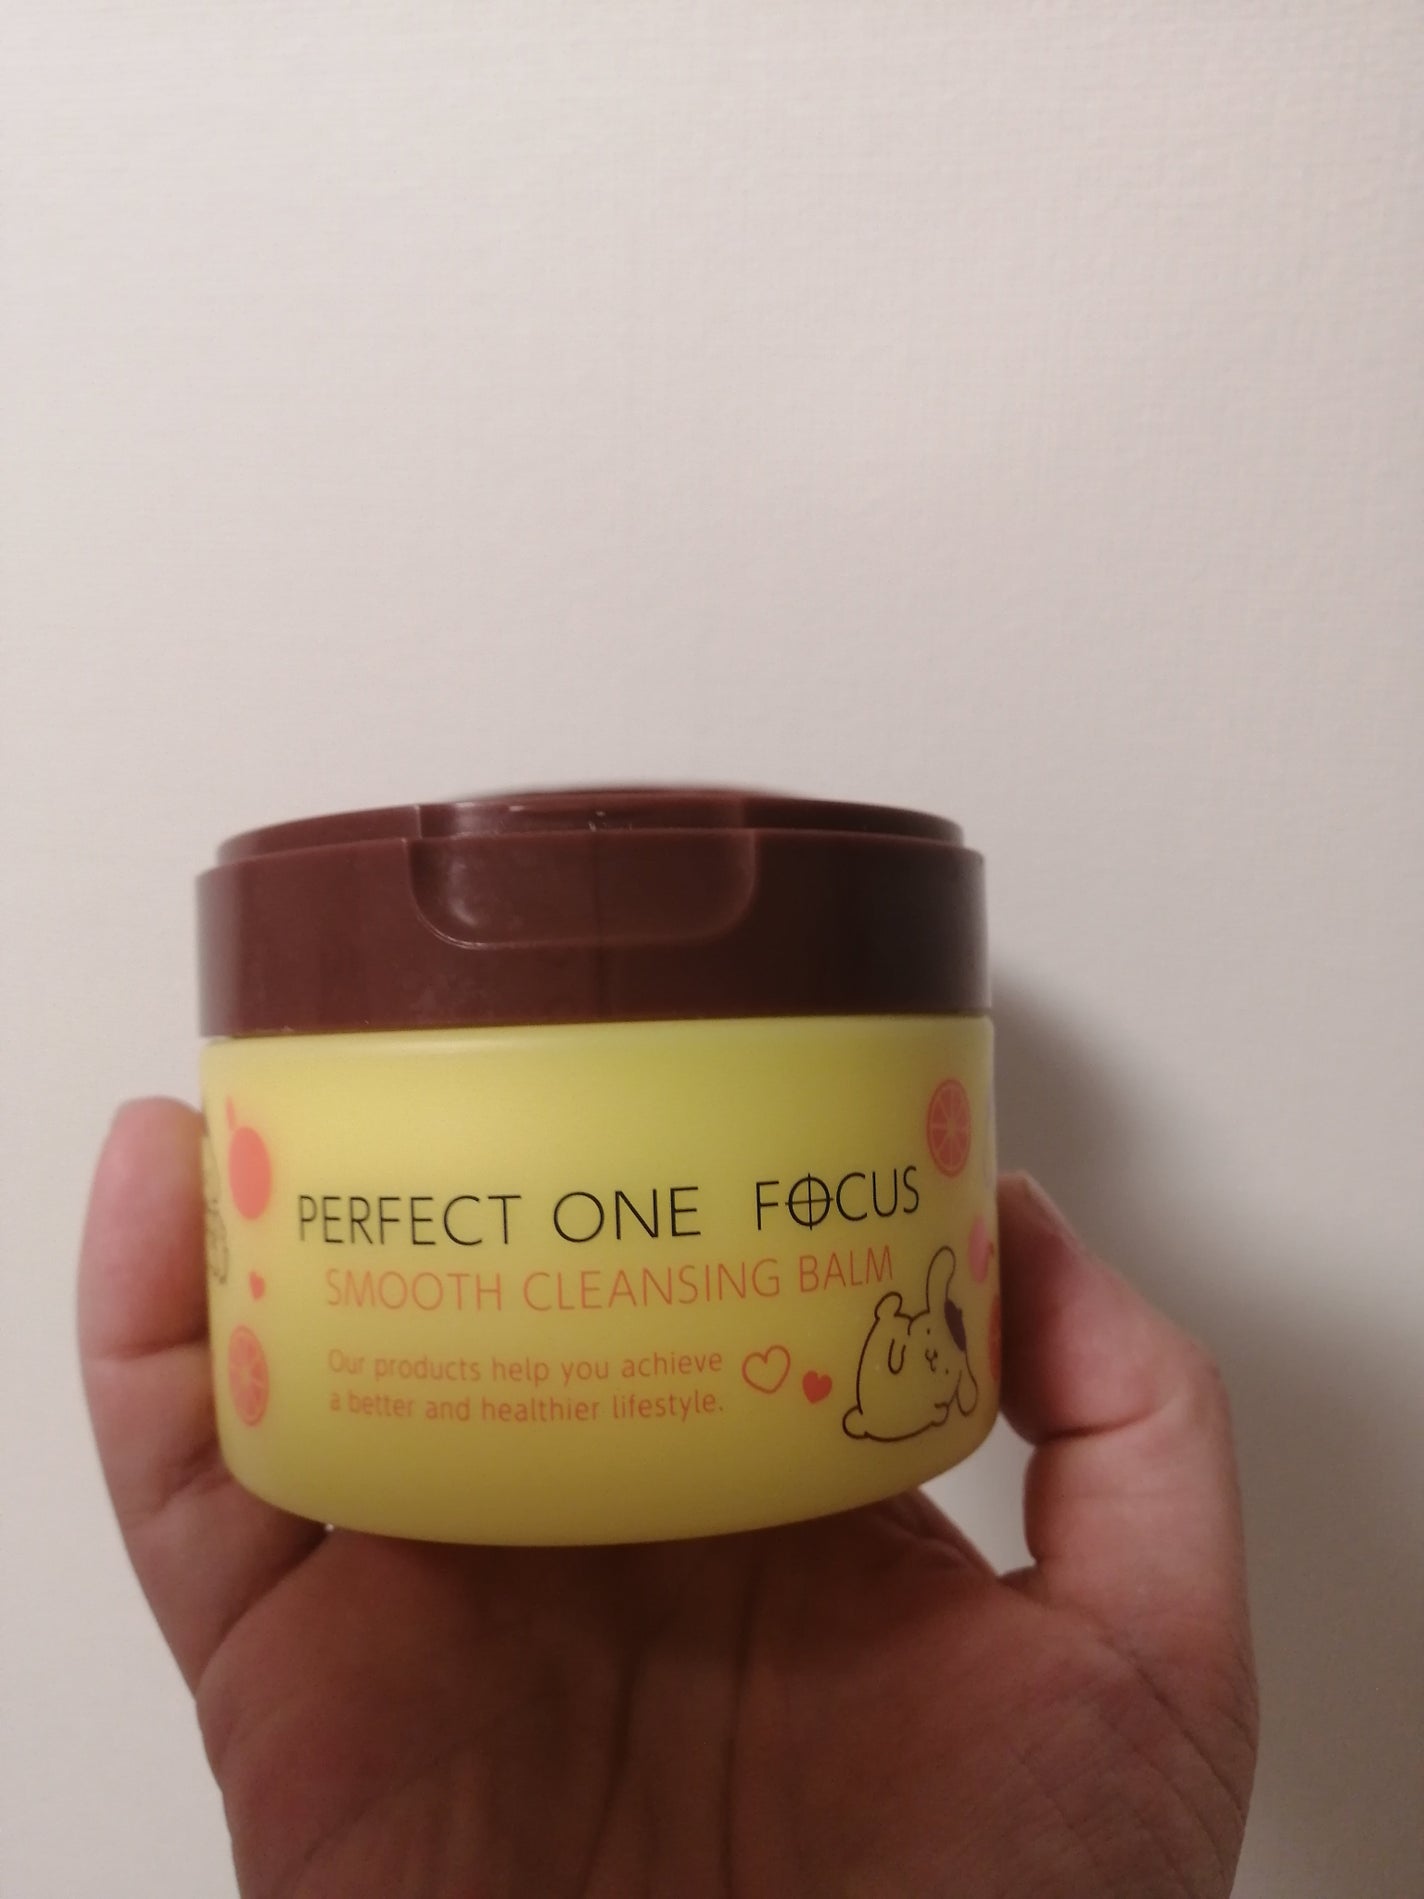 PERFECT ONE FOCUS
SMOOTH CLEANSING BALM
Our products help you achieve
a better and healthier lifestyle.